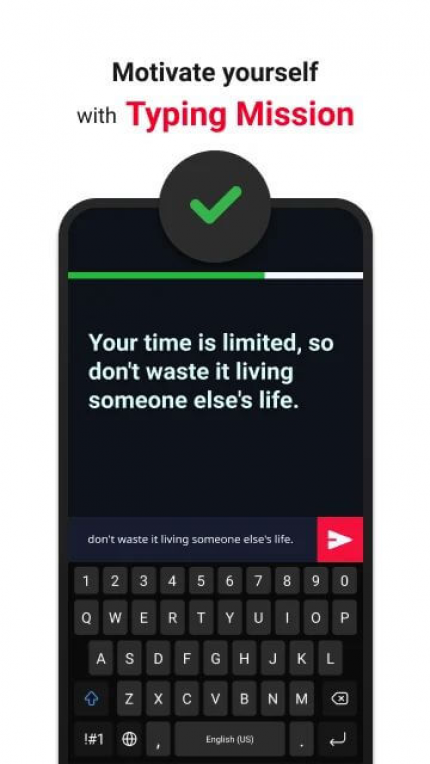 Motivate yourself
with Typing Mission
Your time is limited, so
don't waste it living
someone else's life.
don't waste it living someone else's life.
1 2 3 4 5 6 7 8 9 0
Q W E R T Y U I O P
A S D F G H J K L
Z X C V B N M
!#1 , English (US) .